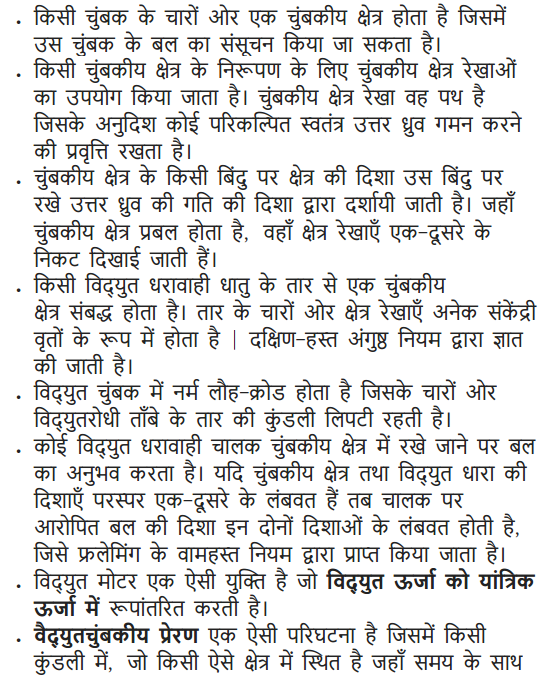 • किसी चुंबक के चारों ओर एक चुंबकीय क्षेत्र होता है जिसमें
उस चुंबक के बल का संसूचन किया जा सकता है।
• किसी चुंबकीय क्षेत्र के निरूपण के लिए चुंबकीय क्षेत्र रेखाओं
का उपयोग किया जाता है। चुंबकीय क्षेत्र रेखा वह पथ है
जिसके अनुदिश कोई परिकल्पित स्वतंत्र उत्तर ध्रुव गमन करने
की प्रवृत्ति रखता है।
• चुंबकीय क्षेत्र के किसी बिंदु पर क्षेत्र की दिशा उस बिंदु पर
रखे उत्तर ध्रुव की गति की दिशा द्वारा दर्शायी जाती है। जहाँ
चुंबकीय क्षेत्र प्रबल होता है, वहाँ क्षेत्र रेखाएँ एक-दूसरे के
निकट दिखाई जाती हैं।
• किसी विद्युत धरावाही धातु के तार से एक चुंबकीय
क्षेत्र संबद्ध होता है। तार के चारों ओर क्षेत्र रेखाएँ अनेक संकेंद्री
वृतों के रूप में होता है | दक्षिण-हस्त अंगुष्ठ नियम द्वारा ज्ञात
की जाती है।
• विद्युत चुंबक में नर्म लौह-क्रोड होता है जिसके चारों ओर
विद्युतरोधी ताँबे के तार की कुंडली लिपटी रहती है।
• कोई विद्युत धरावाही चालक चुंबकीय क्षेत्र में रखे जाने पर बल
का अनुभव करता है। यदि चुंबकीय क्षेत्र तथा विद्युत धारा की
दिशाएँ परस्पर एक-दूसरे के लंबवत हैं तब चालक पर
आरोपित बल की दिशा इन दोनों दिशाओं के लंबवत होती है,
जिसे फ्रलेमिंग के वामहस्त नियम द्वारा प्राप्त किया जाता है।
• विद्युत मोटर एक ऐसी युक्ति है जो विद्युत ऊर्जा को यांत्रिक
ऊर्जा में रूपांतरित करती है।
• वैद्युतचुंबकीय प्रेरण एक ऐसी परिघटना है जिसमें किसी
कुंडली में, जो किसी ऐसे क्षेत्र में स्थित है जहाँ समय के साथ